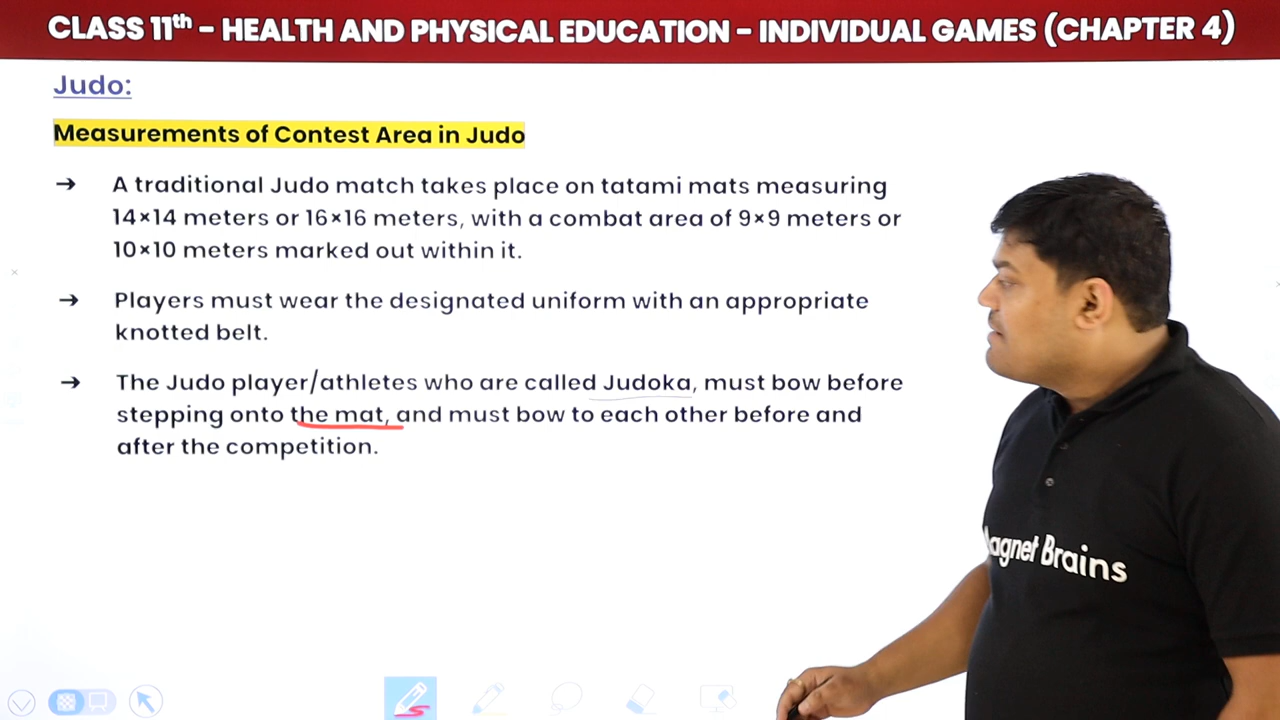 CLASS 11th – HEALTH AND PHYSICAL EDUCATION – INDIVIDUAL GAMES (CHAPTER 4)
Judo:
Measurements of Contest Area in Judo
➔ A traditional Judo match takes place on tatami mats measuring
14×14 meters or 16×16 meters, with a combat area of 9×9 meters or
10×10 meters marked out within it.
➔ Players must wear the designated uniform with an appropriate
knotted belt.
➔ The Judo player/athletes who are called Judoka, must bow before
stepping onto the mat, and must bow to each other before and
after the competition.
agnet Brains